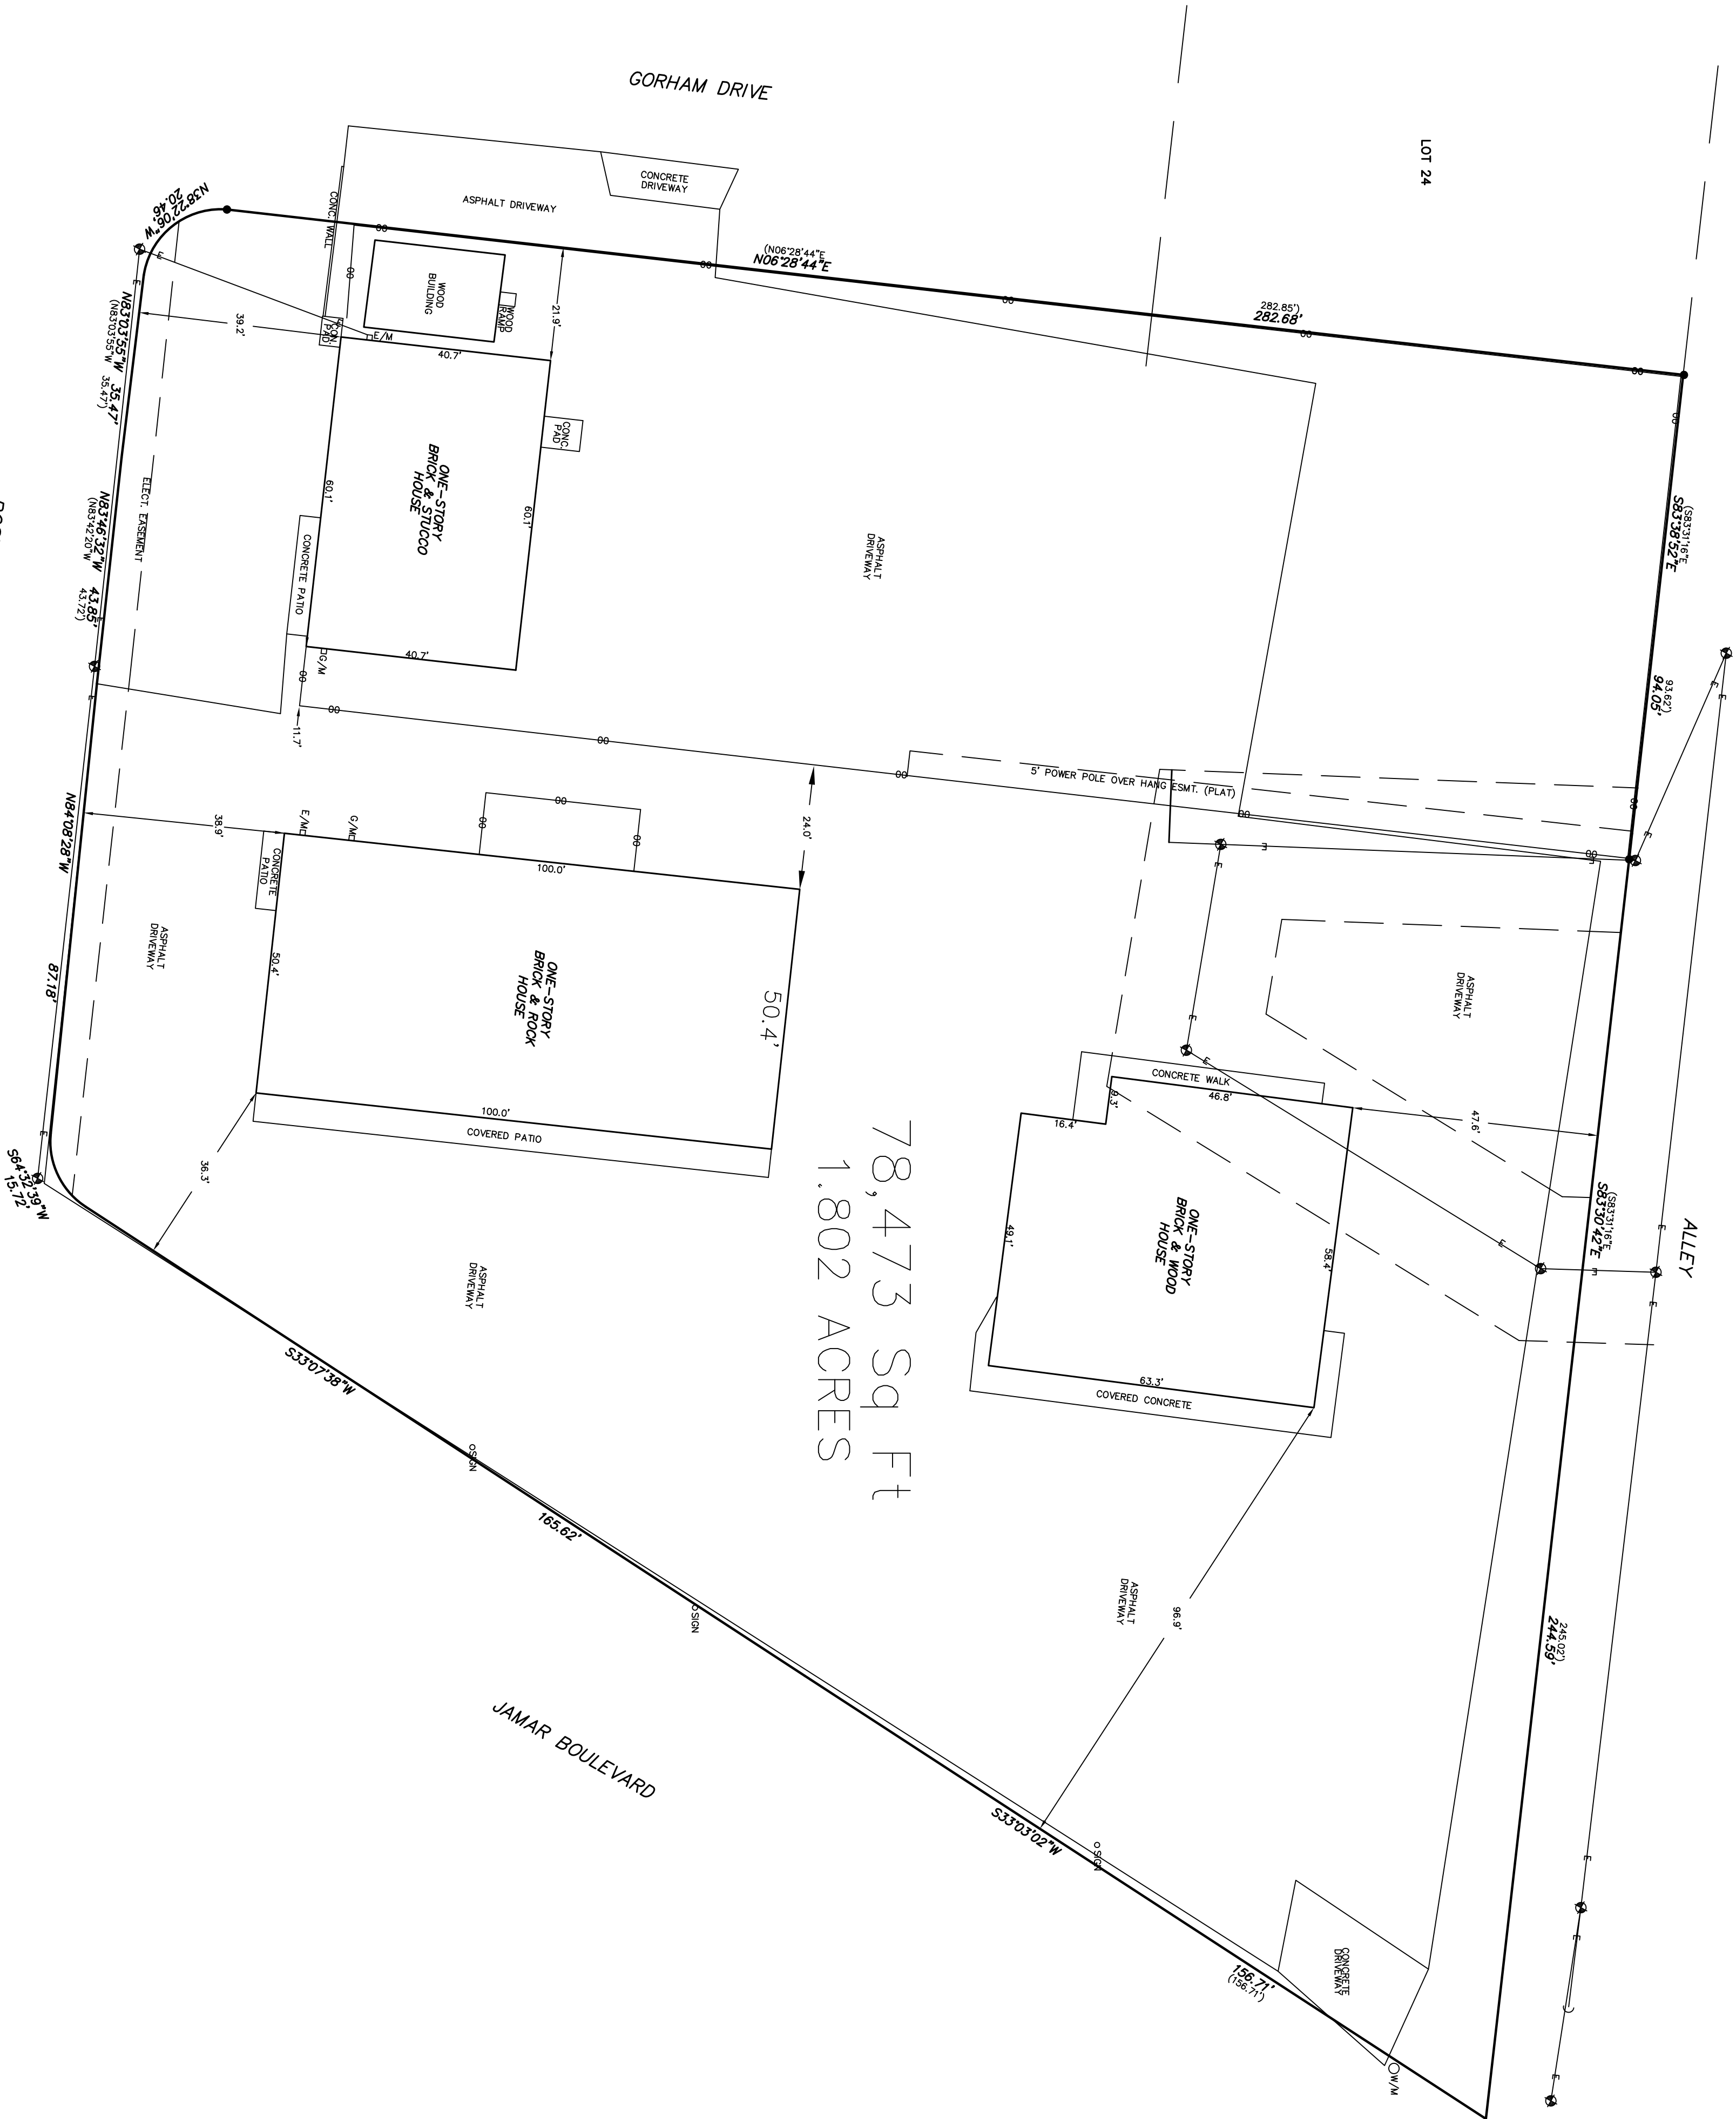 GORHAM DRIVE
LOT 24
CONCRETE
DRIVEWAY
ASPHALT DRIVEWAY
CONC. WALL
N38°22'06"W
20.46'
(N06°28'44"E
N06°28'44"E
282.85')
282.68'
WOOD
BUILDING
WOOD
RAMP
21.9'
39.2'
CON.
PAD
E/M
40.7'
N83°03'55"W 35.47'
(N83°03'55"W 35.47')
CONC.
PAD
ONE-STORY
BRICK & STUCCO
HOUSE
60.1'
60.1'
ELECT. EASEMENT
CONCRETE PATIO
ASPHALT
DRIVEWAY
(S83°31'16"E
S83°38'52"E
93.62')
94.05'
N83°46'32"W 43.85'
(N83°42'20"W 43.72')
40.7'
G/M
11.7'
5' POWER POLE OVER HANG ESMT. (PLAT)
N84°08'28"W
87.18'
38.9'
E/M
G/M
24.0'
CONCRETE
PATIO
100.0'
50.4'
ONE-STORY
BRICK & ROCK
HOUSE
50.4'
100.0'
COVERED PATIO
ASPHALT
DRIVEWAY
ASPHALT
DRIVEWAY
CONCRETE WALK
46.8'
9.3'
16.4'
47.6'
ONE-STORY
BRICK & WOOD
HOUSE
49.1'
58.4'
63.3'
COVERED CONCRETE
(S83°31'16"E
S83°30'42"E
245.02')
244.59'
ALLEY
78,473 Sq Ft
1.802 ACRES
S64°32'39"W
15.72'
36.3'
ASPHALT
DRIVEWAY
S33°07'38"W
165.62'
SIGN
SIGN
JAMAR BOULEVARD
ASPHALT
DRIVEWAY
96.9'
S33°03'02"W
SIGN
156.71'
(156.71')
CONCRETE
DRIVEWAY
W/M